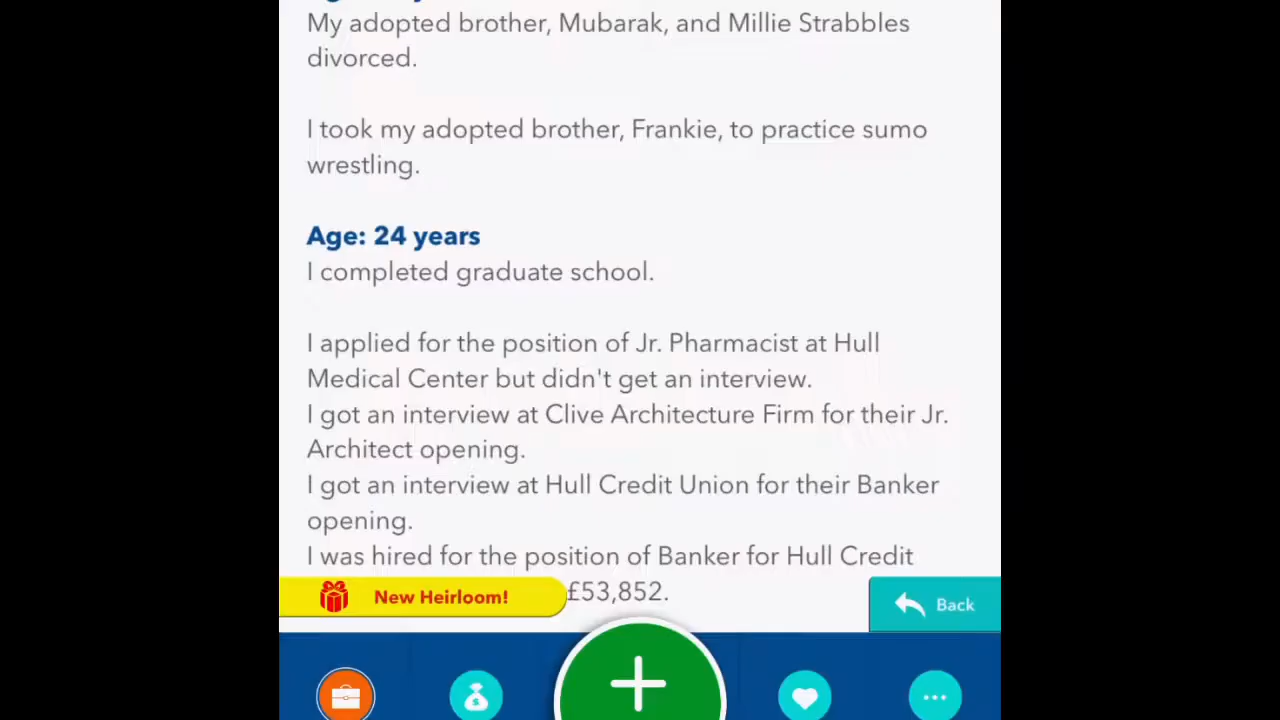 My adopted brother, Mubarak, and Millie Strabbles
divorced.
I took my adopted brother, Frankie, to practice sumo
wrestling.
Age: 24 years
I completed graduate school.
I applied for the position of Jr. Pharmacist at Hull
Medical Center but didn't get an interview.
I got an interview at Clive Architecture Firm for their Jr.
Architect opening.
I got an interview at Hull Credit Union for their Banker
opening.
I was hired for the position of Banker for Hull Credit
£53,852.
New Heirloom!
Back